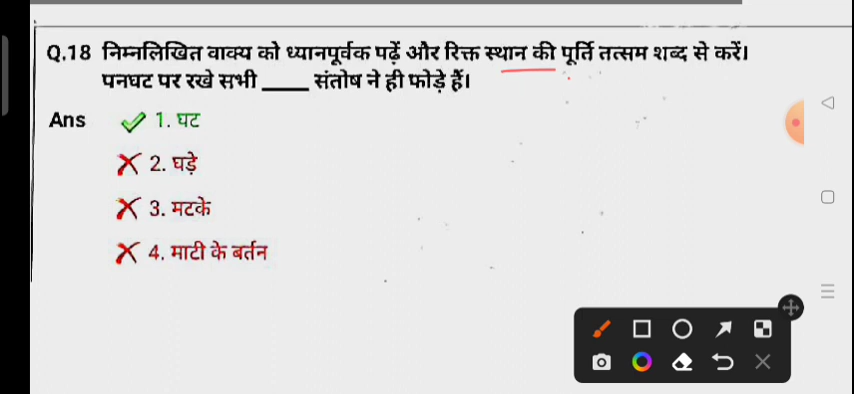 Q.18 निम्नलिखित वाक्य को ध्यानपूर्वक पढ़ें और रिक्त स्थान की पूर्ति तत्सम शब्द से करें।
पनघट पर रखे सभी _____ संतोष ने ही फोड़े हैं।
Ans 1. घट
2. घड़े
3. मटके
4. माटी के बर्तन